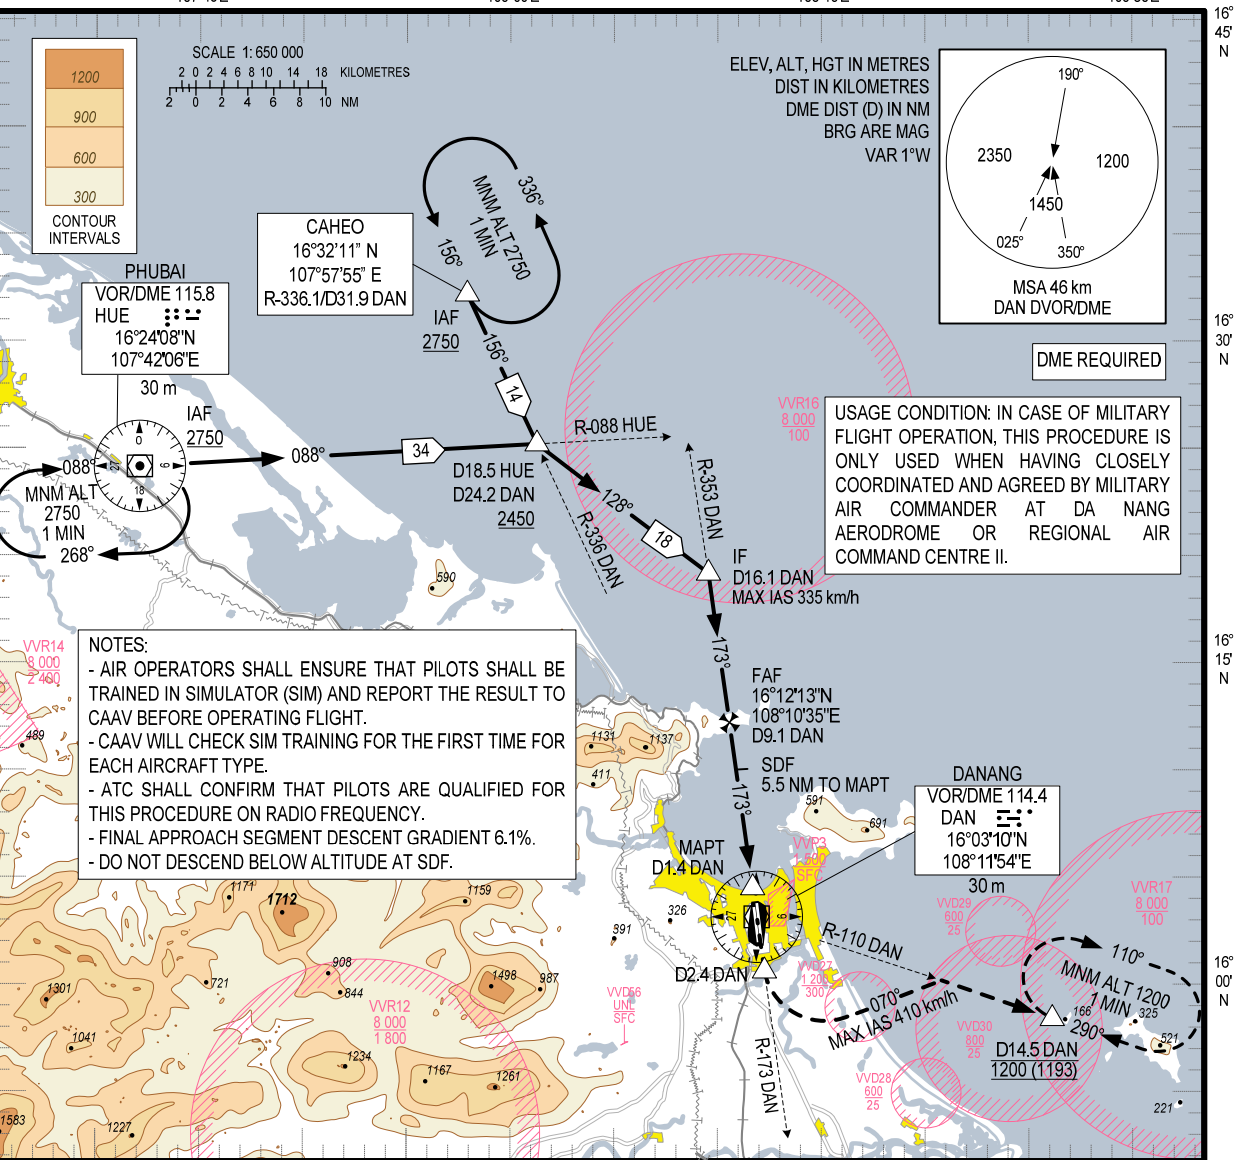 16°
45'
N
SCALE 1: 650 000
2 0 2 4 6 8 10 14 18 KILOMETRES
2 0 2 4 6 8 10 NM
1200
900
600
300
CONTOUR
INTERVALS
ELEV, ALT, HGT IN METRES
DIST IN KILOMETRES
DME DIST (D) IN NM
BRG ARE MAG
VAR 1°W
190°
2350
1200
1450
025°
350°
MSA 46 km
DAN DVOR/DME
DME REQUIRED
16°
30'
N
CAHEO
16°32'11" N
107°57'55" E
R-336.1/D31.9 DAN
336°
MNM ALT 2750
1 MIN
156°
IAF
2750
156°
14
PHUBAI
VOR/DME 115.8
HUE
16°24'08"N
107°42'06"E
30 m
IAF
2750
0
9
18
27
088°
MNM ALT
2750
1 MIN
268°
088°
34
R-088 HUE
D18.5 HUE
D24.2 DAN
2450
R-336 DAN
128°
18
R-353 DAN
VVR16
8 000
100
USAGE CONDITION: IN CASE OF MILITARY
FLIGHT OPERATION, THIS PROCEDURE IS
ONLY USED WHEN HAVING CLOSELY
COORDINATED AND AGREED BY MILITARY
AIR COMMANDER AT DA NANG
AERODROME OR REGIONAL AIR
COMMAND CENTRE II.
IF
D16.1 DAN
MAX IAS 335 km/h
173°
590
16°
15'
N
VVR14
8 000
2 400
489
NOTES:
- AIR OPERATORS SHALL ENSURE THAT PILOTS SHALL BE
TRAINED IN SIMULATOR (SIM) AND REPORT THE RESULT TO
CAAV BEFORE OPERATING FLIGHT.
- CAAV WILL CHECK SIM TRAINING FOR THE FIRST TIME FOR
EACH AIRCRAFT TYPE.
- ATC SHALL CONFIRM THAT PILOTS ARE QUALIFIED FOR
THIS PROCEDURE ON RADIO FREQUENCY.
- FINAL APPROACH SEGMENT DESCENT GRADIENT 6.1%.
- DO NOT DESCEND BELOW ALTITUDE AT SDF.
FAF
16°12'13"N
108°10'35"E
D9.1 DAN
1131
1137
411
SDF
5.5 NM TO MAPT
173°
591
691
DANANG
VOR/DME 114.4
DAN
16°03'10"N
108°11'54"E
30 m
MAPT
D1.4 DAN
VVP3
1 500
SFC
27
9
1171
1712
1159
326
391
VVD29
600
25
VVR17
8 000
100
R-110 DAN
D2.4 DAN
VVD27
1 200
300
070°
MAX IAS 410 km/h
110°
MNM ALT 1200
1 MIN
290°
166
325
521
221
16°
00'
N
908
844
721
1301
1041
1498
987
VVR12
8 000
1 800
VVD56
UNL
SFC
VVD30
800
25
D14.5 DAN
1200 (1193)
1234
1167
1261
R-173 DAN
VVD28
600
25
1583
1227